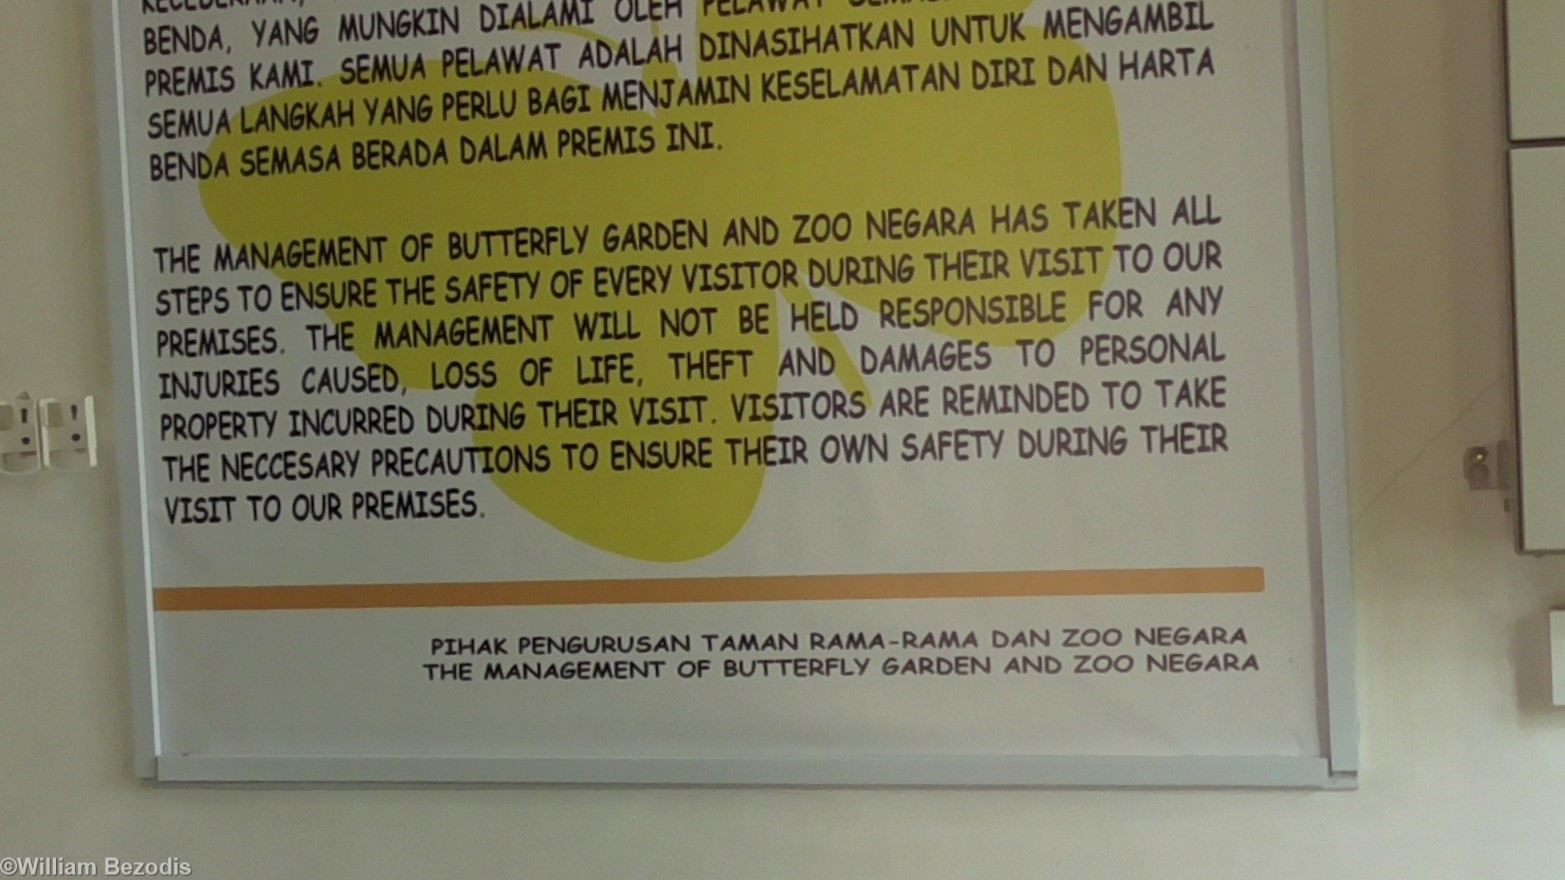 BENDA, YANG MUNGKIN DIALAMI OLEH PELAWAT
PREMIS KAMI. SEMUA PELAWAT ADALAH DINASIHATKAN UNTUK MENGAMBIL
SEMUA LANGKAH YANG PERLU BAGI MENJAMIN KESELAMATAN DIRI DAN HARTA
BENDA SEMASA BERADA DALAM PREMIS INI.
THE MANAGEMENT OF BUTTERFLY GARDEN AND ZOO NEGARA HAS TAKEN ALL
STEPS TO ENSURE THE SAFETY OF EVERY VISITOR DURING THEIR VISIT TO OUR
PREMISES. THE MANAGEMENT WILL NOT BE HELD RESPONSIBLE FOR ANY
INJURIES CAUSED, LOSS OF LIFE, THEFT AND DAMAGES TO PERSONAL
PROPERTY INCURRED DURING THEIR VISIT. VISITORS ARE REMINDED TO TAKE
THE NECCESARY PRECAUTIONS TO ENSURE THEIR OWN SAFETY DURING THEIR
VISIT TO OUR PREMISES.
PIHAK PENGURUSAN TAMAN RAMA-RAMA DAN ZOO NEGARA
THE MANAGEMENT OF BUTTERFLY GARDEN AND ZOO NEGARA
©William Bezodis